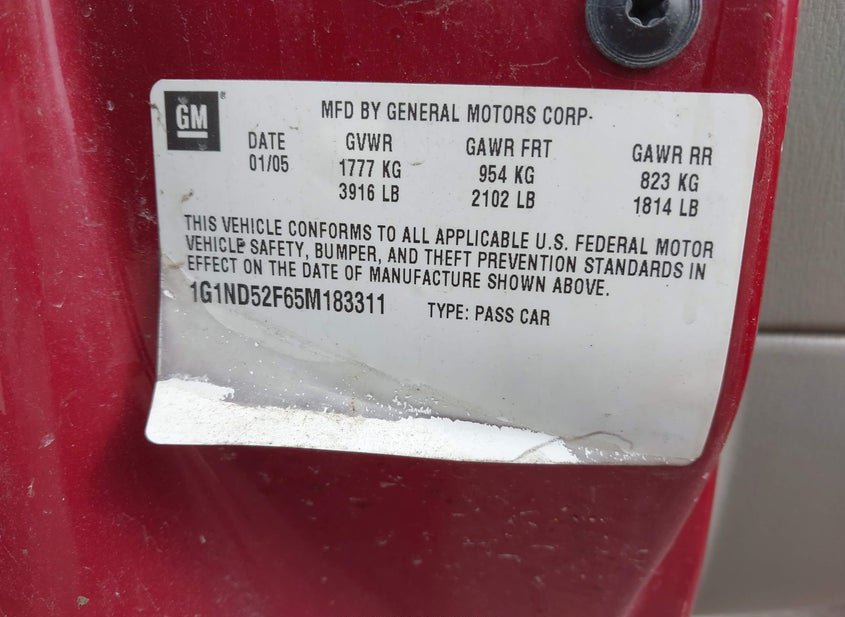 GM
MFD BY GENERAL MOTORS CORP.
DATE GVWR GAWR FRT GAWR RR
01/05 1777 KG 954 KG 823 KG
3916 LB 2102 LB 1814 LB
THIS VEHICLE CONFORMS TO ALL APPLICABLE U.S. FEDERAL MOTOR
VEHICLE SAFETY, BUMPER, AND THEFT PREVENTION STANDARDS IN
EFFECT ON THE DATE OF MANUFACTURE SHOWN ABOVE.
1G1ND52F65M183311 TYPE: PASS CAR